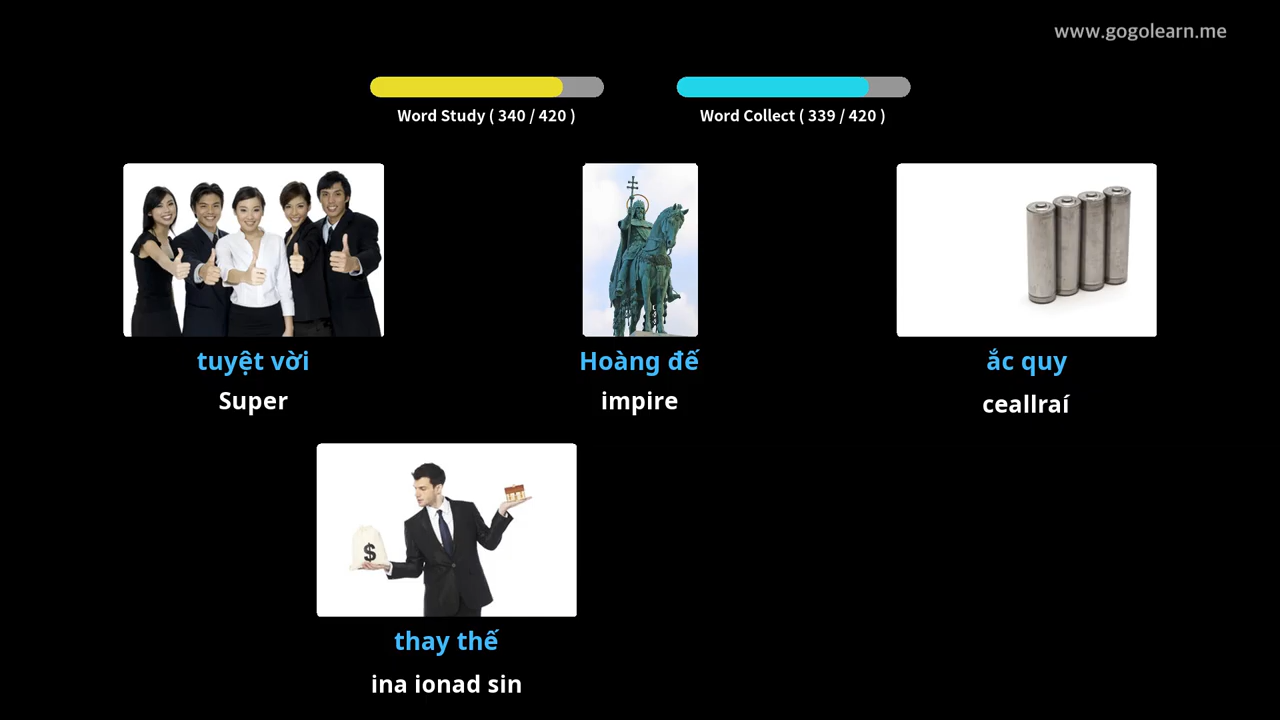 www.gogolearn.me
Word Study ( 340 / 420 )
Word Collect ( 339 / 420 )
tuyệt vời
Super
Hoàng đế
impire
ắc quy
ceallraí
$
thay thế
ina ionad sin